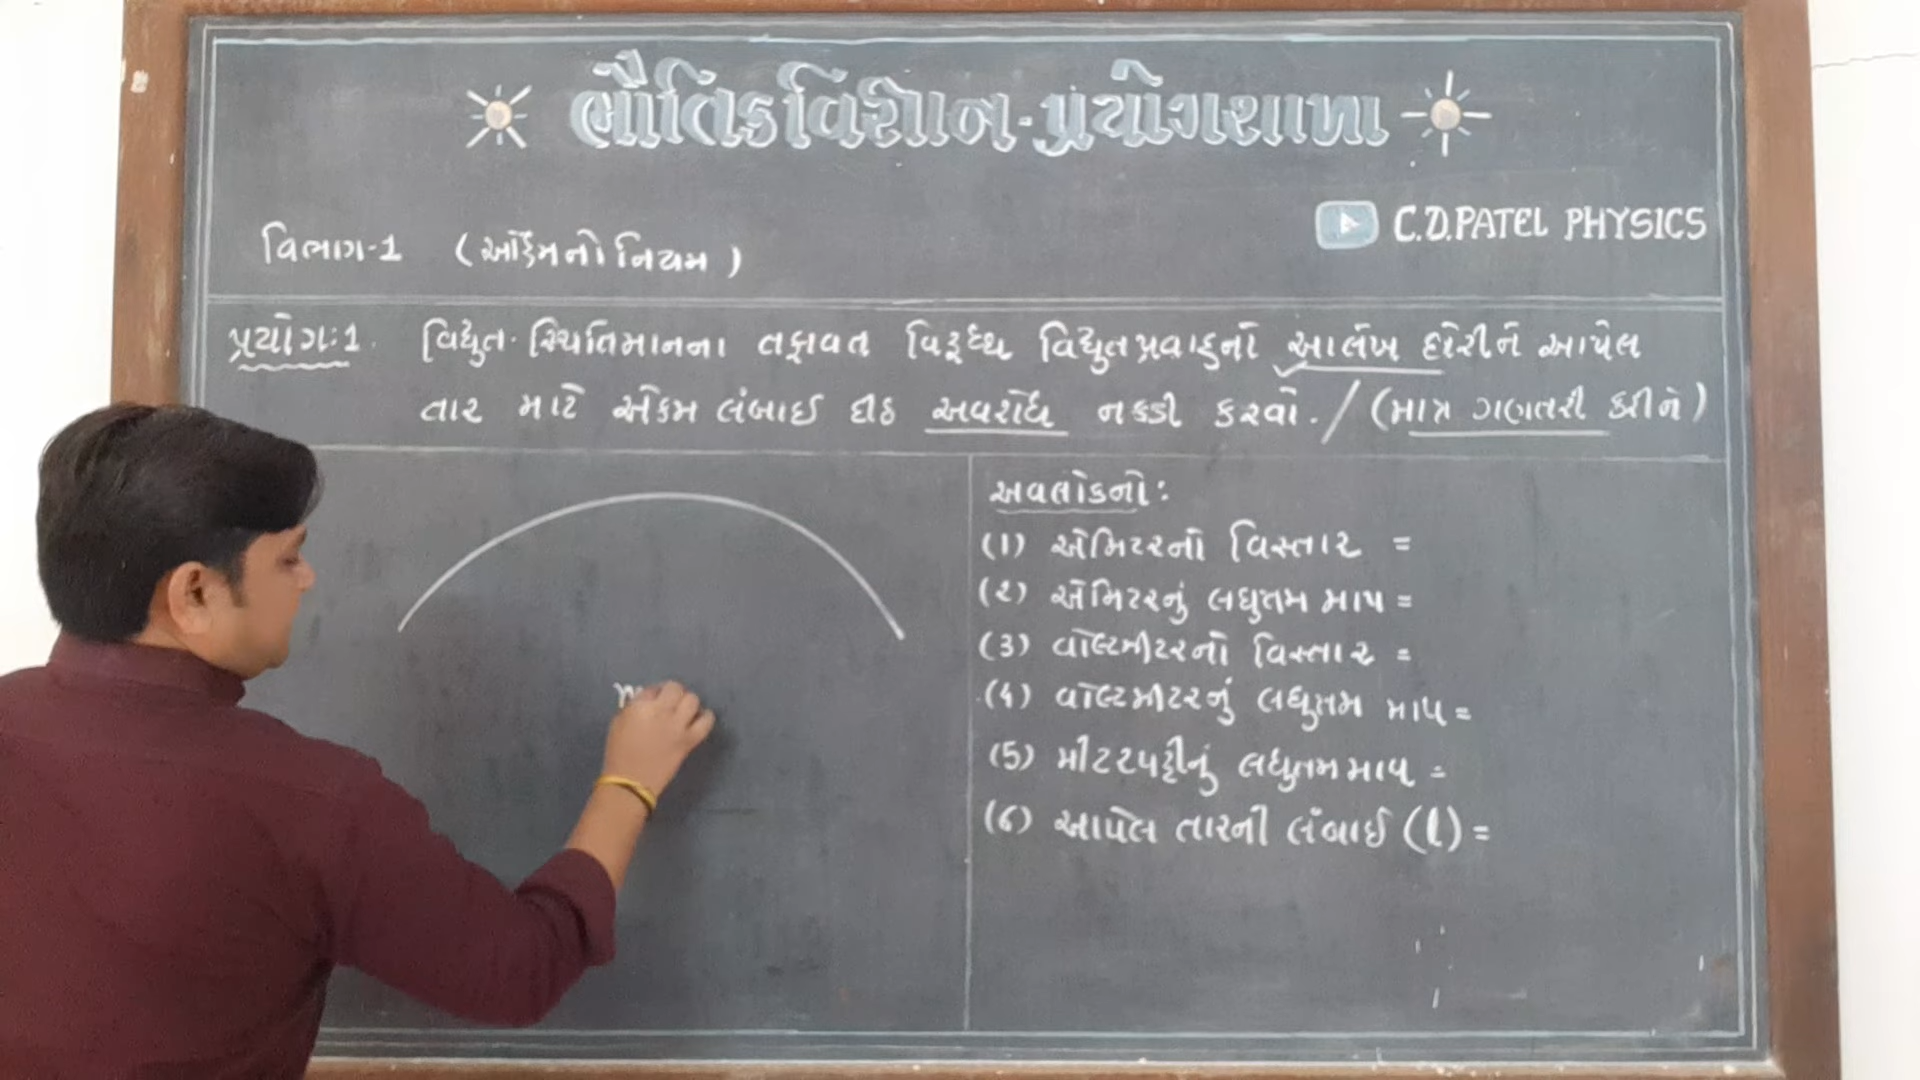 ભૌતિકવિજ્ઞાન-પ્રયોગશાળા
C.D.PATEL PHYSICS
વિભાગ-1 (ઓહમનો નિયમ)
પ્રયોગ:1. વિદ્યુત-સ્થિતિમાનના તફાવત વિરૂધ્ધ વિદ્યુતપ્રવાહનો આલેખ દોરીને આપેલ
તાર માટે એકમ લંબાઈ દીઠ અવરોધ નક્કી કરવો. / (માત્ર ગણતરી કરીને)
અવલોકનો:
(1) એમિટરનો વિસ્તાર =
(2) એમિટરનું લઘુતમ માપ =
(3) વોલ્ટમીટરનો વિસ્તાર =
(4) વોલ્ટમીટરનું લઘુતમ માપ =
(5) મીટરપટ્ટીનું લઘુતમ માપ =
(6) આપેલ તારની લંબાઈ (l) =